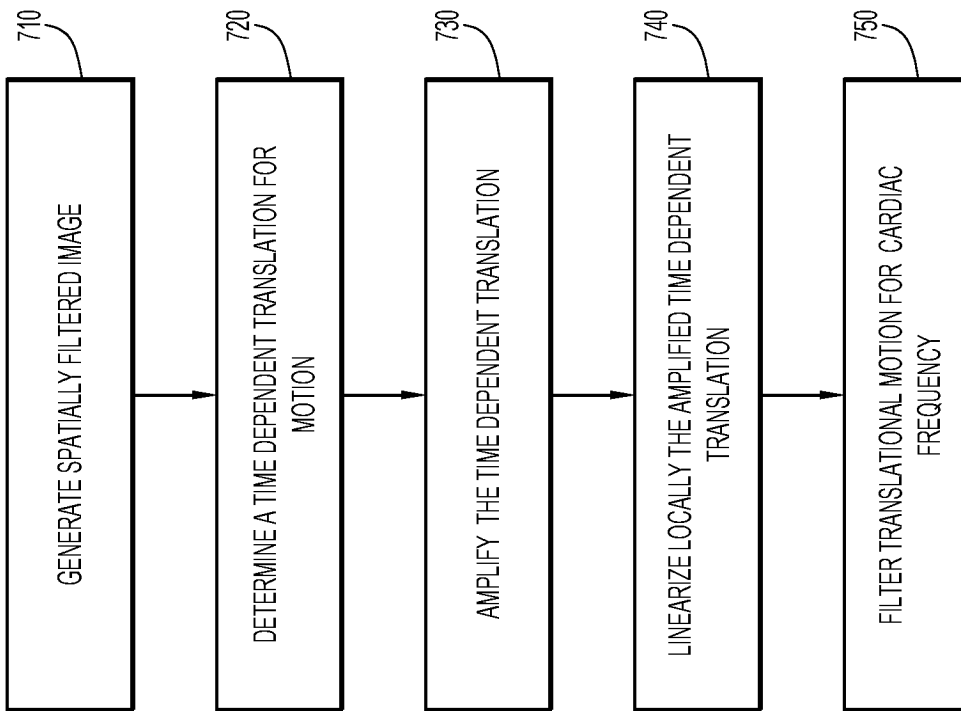 710
GENERATE SPATIALLY FILTERED IMAGE
720
DETERMINE A TIME DEPENDENT TRANSLATION FOR
MOTION
730
AMPLIFY THE TIME DEPENDENT TRANSLATION
740
LINEARIZE LOCALLY THE AMPLIFIED TIME DEPENDENT
TRANSLATION
750
FILTER TRANSLATIONAL MOTION FOR CARDIAC
FREQUENCY